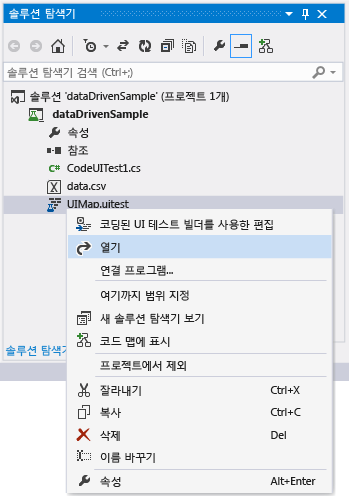 솔루션 탐색기
솔루션 탐색기 검색 (Ctrl+;)
솔루션 'dataDrivenSample' (프로젝트 1개)
dataDrivenSample
속성
참조
CodeUITest1.cs
data.csv
UIMap.uitest
코딩된 UI 테스트 빌더를 사용한 편집
열기
연결 프로그램...
여기까지 범위 지정
새 솔루션 탐색기 보기
코드 맵에 표시
프로젝트에서 제외
잘라내기 Ctrl+X
복사 Ctrl+C
삭제 Del
이름 바꾸기
속성 Alt+Enter
솔루션 탐색기